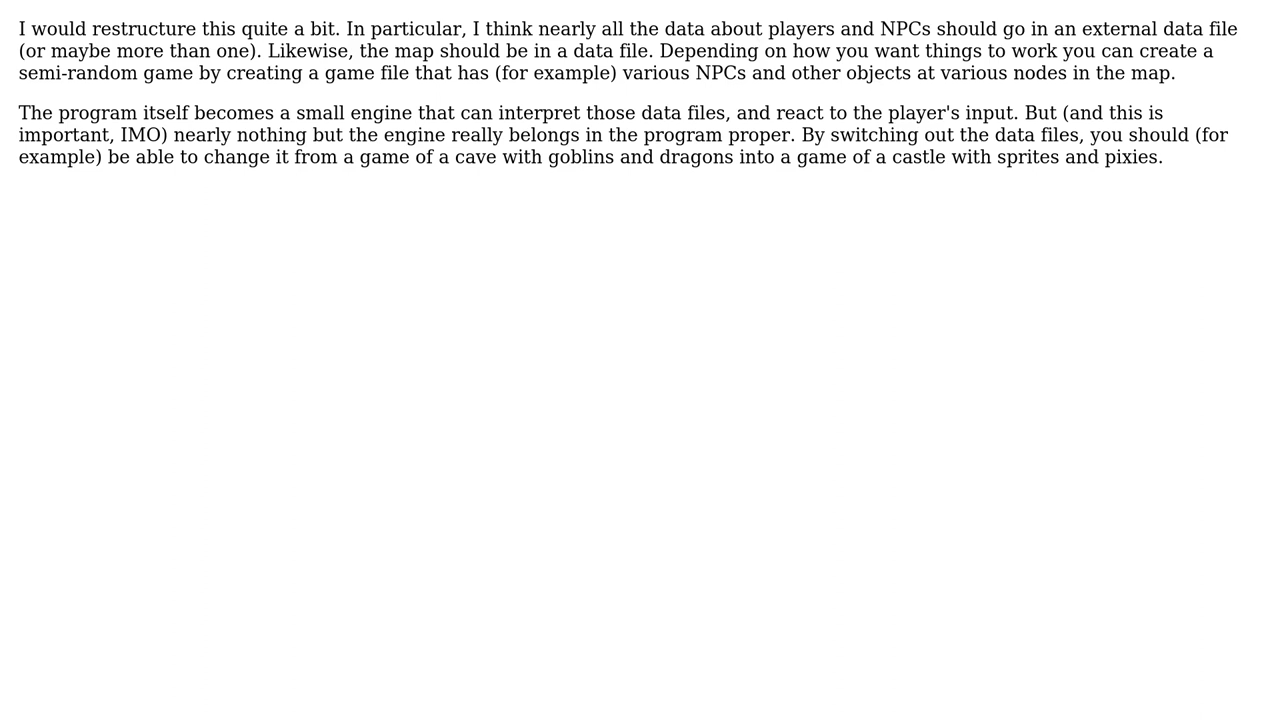 I would restructure this quite a bit. In particular, I think nearly all the data about players and NPCs should go in an external data file
(or maybe more than one). Likewise, the map should be in a data file. Depending on how you want things to work you can create a
semi-random game by creating a game file that has (for example) various NPCs and other objects at various nodes in the map.
The program itself becomes a small engine that can interpret those data files, and react to the player's input. But (and this is
important, IMO) nearly nothing but the engine really belongs in the program proper. By switching out the data files, you should (for
example) be able to change it from a game of a cave with goblins and dragons into a game of a castle with sprites and pixies.